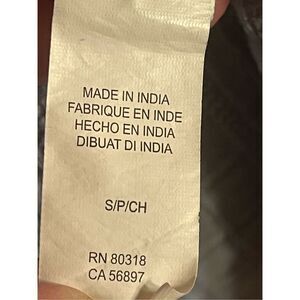 MADE IN INDIA
FABRIQUE EN INDE
HECHO EN INDIA
DIBUAT DI INDIA
S/P/CH
RN 80318
CA 56897